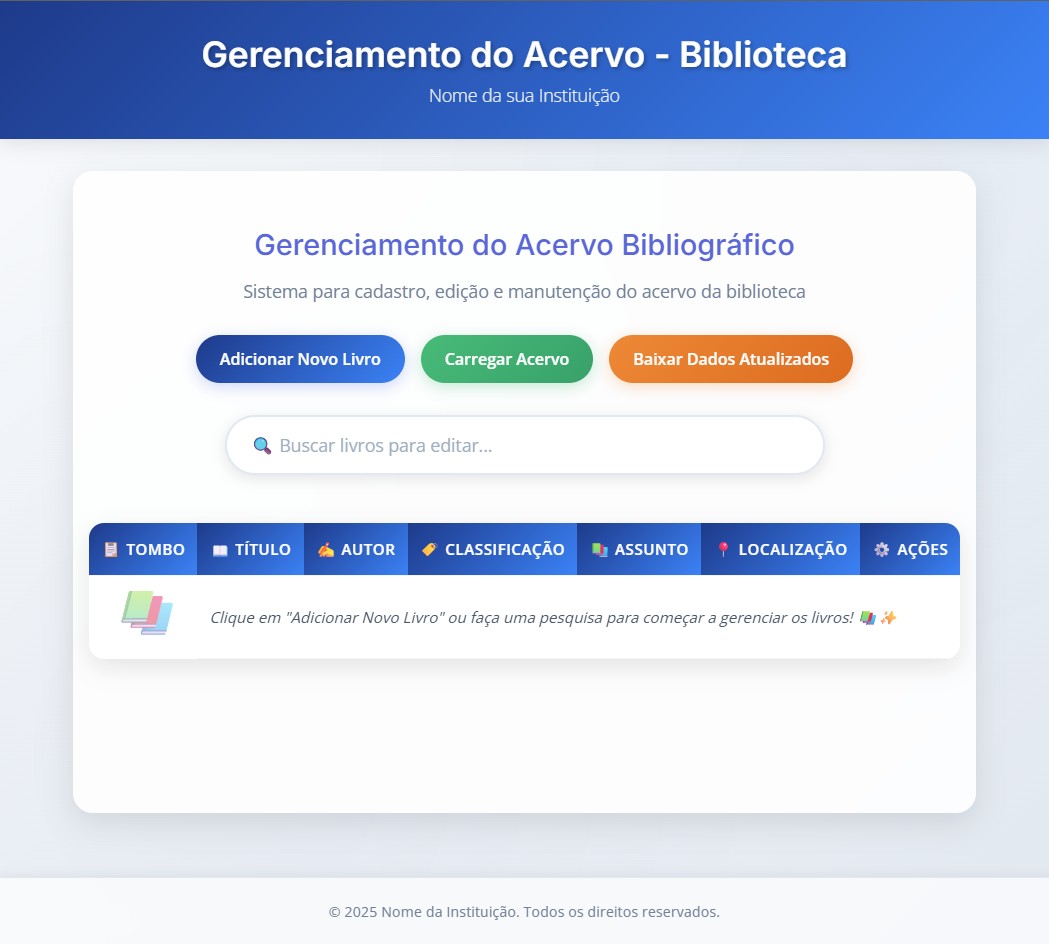 Gerenciamento do Acervo - Biblioteca
Nome da sua Instituição
Gerenciamento do Acervo Bibliográfico
Sistema para cadastro, edição e manutenção do acervo da biblioteca
Adicionar Novo Livro Carregar Acervo Baixar Dados Atualizados
🔍 Buscar livros para editar...
📋 TOMBO 📖 TÍTULO ✍️ AUTOR 🏷️ CLASSIFICAÇÃO 📚 ASSUNTO 📍 LOCALIZAÇÃO ⚙️ AÇÕES
Clique em "Adicionar Novo Livro" ou faça uma pesquisa para começar a gerenciar os livros! 📚✨
© 2025 Nome da Instituição. Todos os direitos reservados.